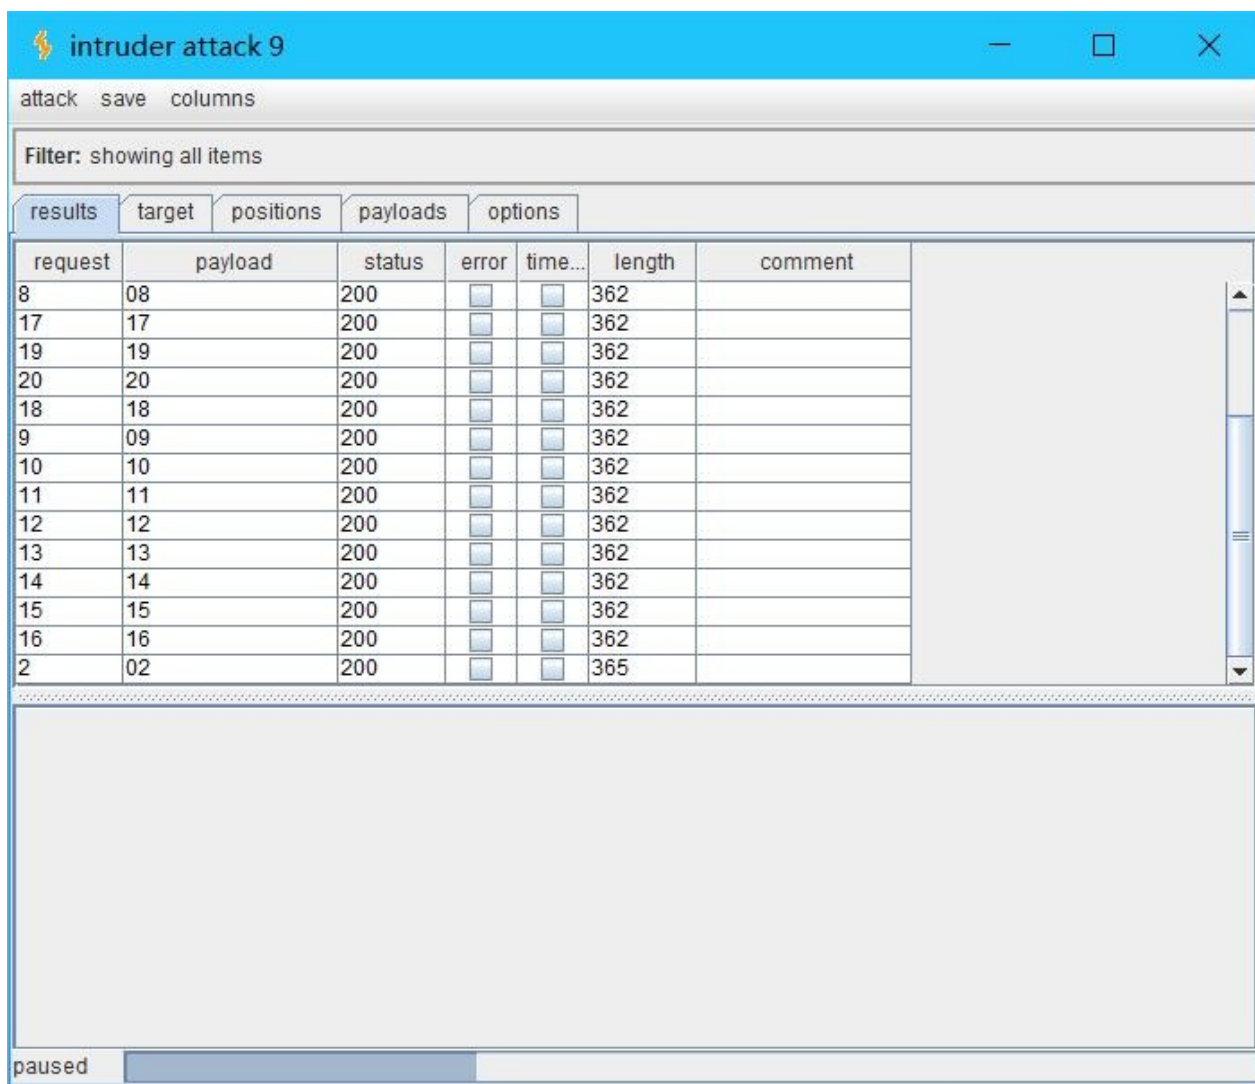 intruder attack 9
attack save columns
Filter: showing all items
results target positions payloads options
request payload status error time... length comment
8 08 200 362
17 17 200 362
19 19 200 362
20 20 200 362
18 18 200 362
9 09 200 362
10 10 200 362
11 11 200 362
12 12 200 362
13 13 200 362
14 14 200 362
15 15 200 362
16 16 200 362
2 02 200 365
paused